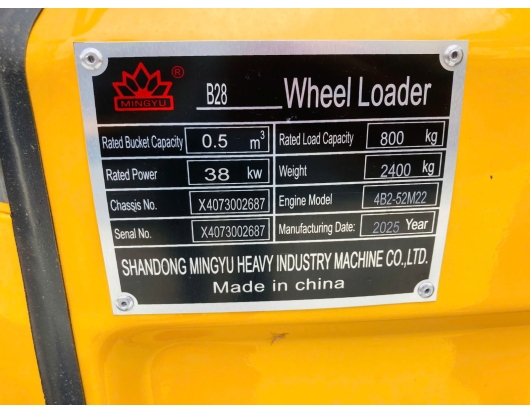 MINGYU ® B28 Wheel Loader
Rated Bucket Capacity 0.5 m³ Rated Load Capacity 800 kg
Rated Power 38 kw Weight 2400 kg
Chassis No. X4073002687 Engine Model 4B2-52M22
Serial No. X4073002687 Manufacturing Date: 2025 Year
SHANDONG MINGYU HEAVY INDUSTRY MACHINE CO.,LTD.
Made in china